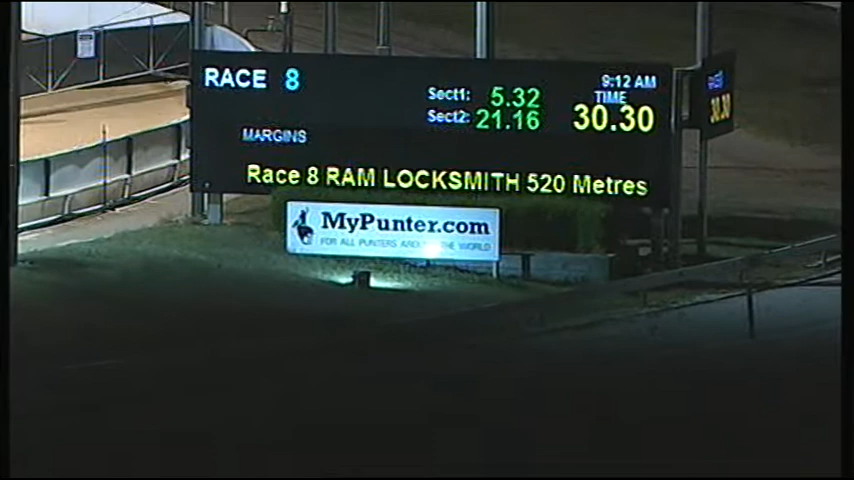 RACE 8
9:12 AM
Sect1: 5.32
TIME
Sect2: 21.16
30.30
30.30
MARGINS
Race 8 RAM LOCKSMITH 520 Metres
MyPunter.com
FOR ALL PUNTERS AROUND THE WORLD